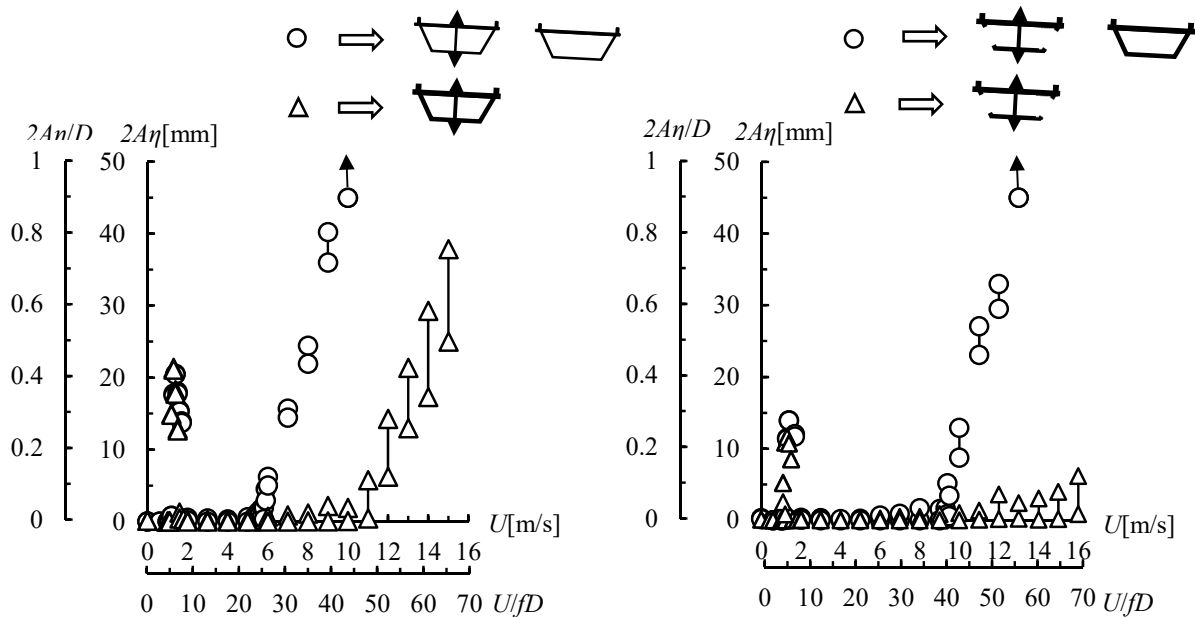 2Aη/D 2Aη[mm] 2Aη/D 2Aη[mm]
1 50 1 50
0.8 40 0.8 40
0.6 30 0.6 30
0.4 20 0.4 20
0.2 10 0.2 10
0 0 U[m/s] 0 0 U[m/s]
0 2 4 6 8 10 12 14 16 0 2 4 6 8 10 12 14 16
0 10 20 30 40 50 60 70 U/fD 0 10 20 30 40 50 60 70 U/fD